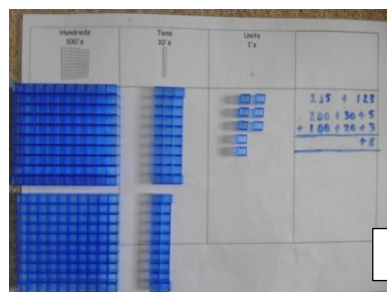 Hundreds
100's
Tens
10's
Units
1's
235 + 123
200 + 30 + 5
+ 100 + 20 + 3
+ 8